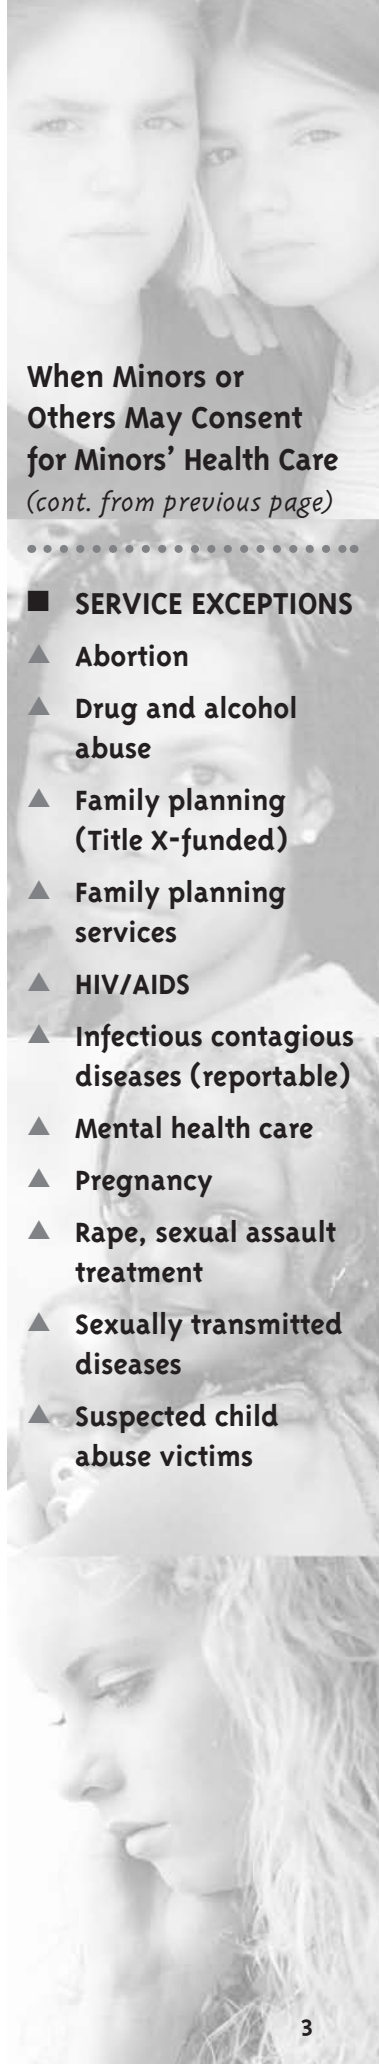 When Minors or
Others May Consent
for Minors’ Health Care
(cont. from previous page)
■ SERVICE EXCEPTIONS
▲ Abortion
▲ Drug and alcohol
abuse
▲ Family planning
(Title X-funded)
▲ Family planning
services
▲ HIV/AIDS
▲ Infectious contagious
diseases (reportable)
▲ Mental health care
▲ Pregnancy
▲ Rape, sexual assault
treatment
▲ Sexually transmitted
diseases
▲ Suspected child
abuse victims
3